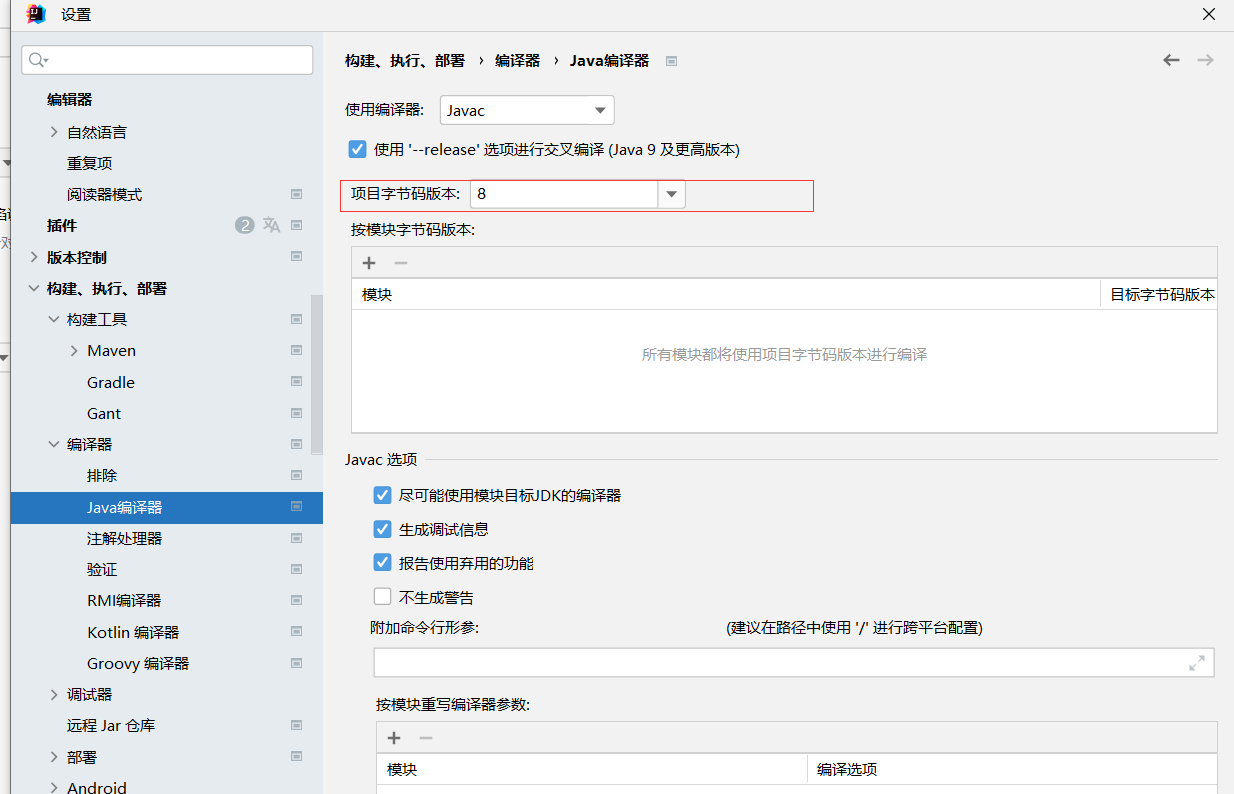 设置
编辑器
自然语言
重复项
阅读器模式
插件
2
版本控制
构建、执行、部署
构建工具
Maven
Gradle
Gant
编译器
排除
Java编译器
注解处理器
验证
RMI编译器
Kotlin 编译器
Groovy 编译器
调试器
远程 Jar 仓库
部署
Android
构建、执行、部署 › 编译器 › Java编译器
使用编译器: Javac
使用 '--release' 选项进行交叉编译 (Java 9 及更高版本)
项目字节码版本: 8
按模块字节码版本:
模块 目标字节码版本
所有模块都将使用项目字节码版本进行编译
Javac 选项
尽可能使用模块目标JDK的编译器
生成调试信息
报告使用弃用的功能
不生成警告
附加命令行形参: (建议在路径中使用 '/' 进行跨平台配置)
按模块重写编译器参数:
模块 编译选项